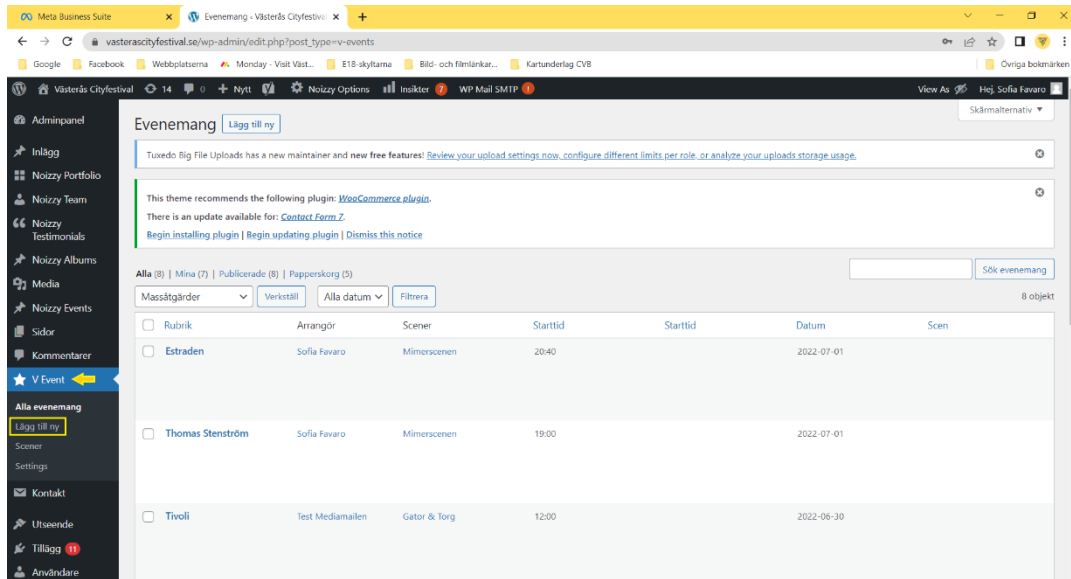 Meta Business Suite
Evenemang ‹ Västerås Cityfestival
vasterascityfestival.se/wp-admin/edit.php?post_type=v-events
Google Facebook Webbplatserna Monday - Visit Väst... E18-skyltarna Bild- och filmlänkar... Kartunderlag CVB Övriga bokmärken
Västerås Cityfestival 14 0 + Nytt Noizzy Options Insikter 7 WP Mail SMTP ! View As Hej, Sofia Favaro
Skärmalternativ ▼
Adminpanel
Inlägg
Noizzy Portfolio
Noizzy Team
Noizzy Testimonials
Noizzy Albums
Media
Noizzy Events
Sidor
Kommentarer
V Event
Alla evenemang
Lägg till ny
Scener
Settings
Kontakt
Utseende
Tillägg 11
Användare
Evenemang Lägg till ny
Tuxedo Big File Uploads has a new maintainer and new free features! Review your upload settings now, configure different limits per role, or analyze your uploads storage usage.
This theme recommends the following plugin: WooCommerce plugin.
There is an update available for: Contact Form 7.
Begin installing plugin | Begin updating plugin | Dismiss this notice
Alla (8) | Mina (7) | Publicerade (8) | Papperskorg (5)
Sök evenemang
Massåtgärder Verkställ Alla datum Filtrera 8 objekt
Rubrik Arrangör Scener Starttid Starttid Datum Scen
Estraden Sofia Favaro Mimerscenen 20:40 2022-07-01
Thomas Stenström Sofia Favaro Mimerscenen 19:00 2022-07-01
Tivoli Test Mediamailen Gator & Torg 12:00 2022-06-30